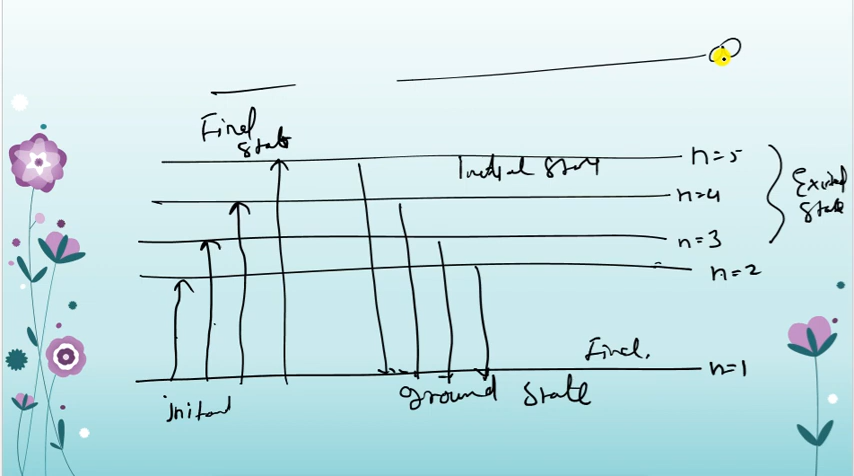 Final
State
n=5
Initial State
n=4
Excited
State
n=3
n=2
Final.
n=1
initial
ground State